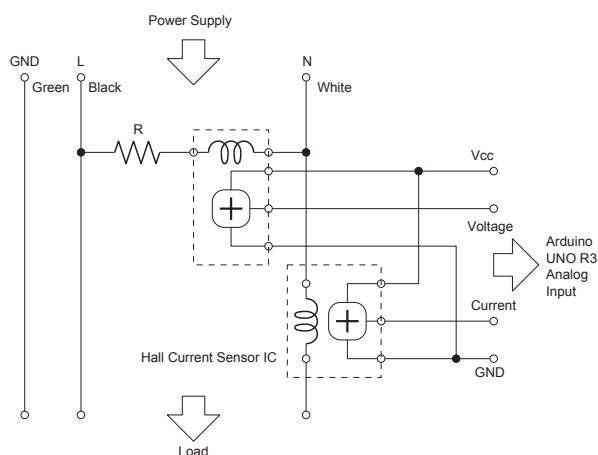 Power Supply
GND
L
N
Green
Black
White
R
Vcc
Voltage
Arduino
UNO R3
Analog
Input
Current
Hall Current Sensor IC
GND
Load